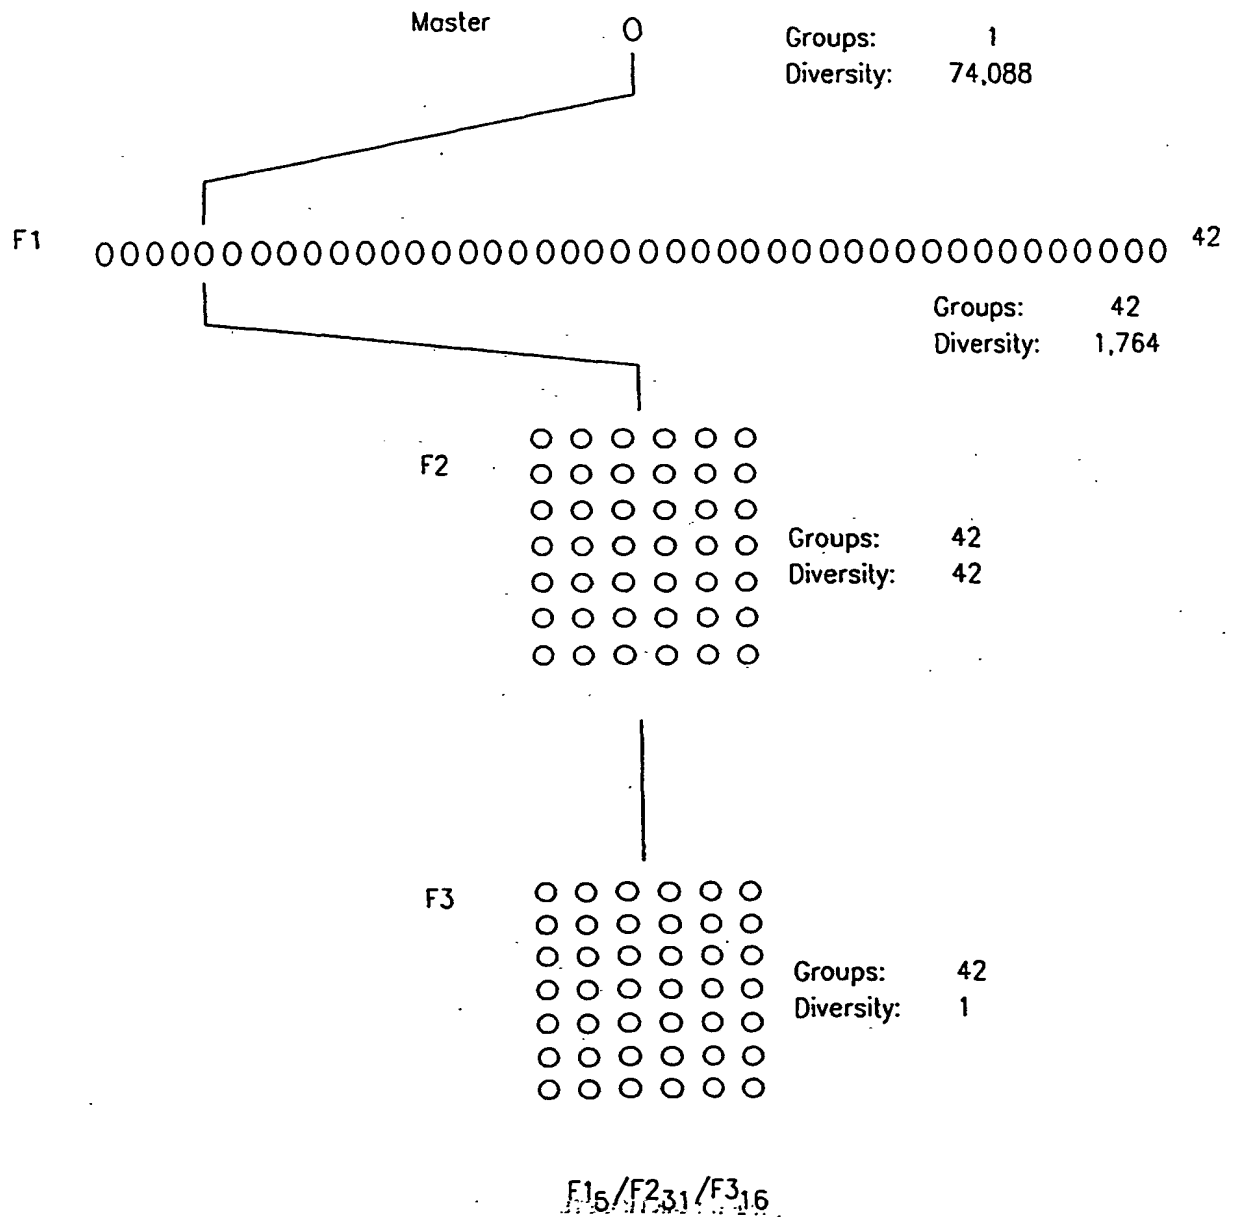 Master
Groups: 1
Diversity: 74,088
F1
42
Groups: 42
Diversity: 1,764
F2
Groups: 42
Diversity: 42
F3
Groups: 42
Diversity: 1
F1₅/F2₃₁/F3₁₆